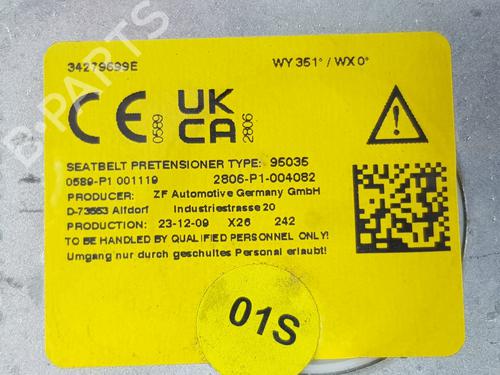 34279699E
WY 351° / WX 0°
CE
0589
UK
CA
2806
SEATBELT PRETENSIONER TYPE: 95035
0589-P1 001119 2806-P1-004082
PRODUCER: ZF Automotive Germany GmbH
D-73553 Alfdorf Industriestrasse 20
PRODUCTION: 23-12-09 X26 242
TO BE HANDLED BY QUALIFIED PERSONNEL ONLY!
Umgang nur durch geschultes Personal erlaubt!
01S
B-PARTS